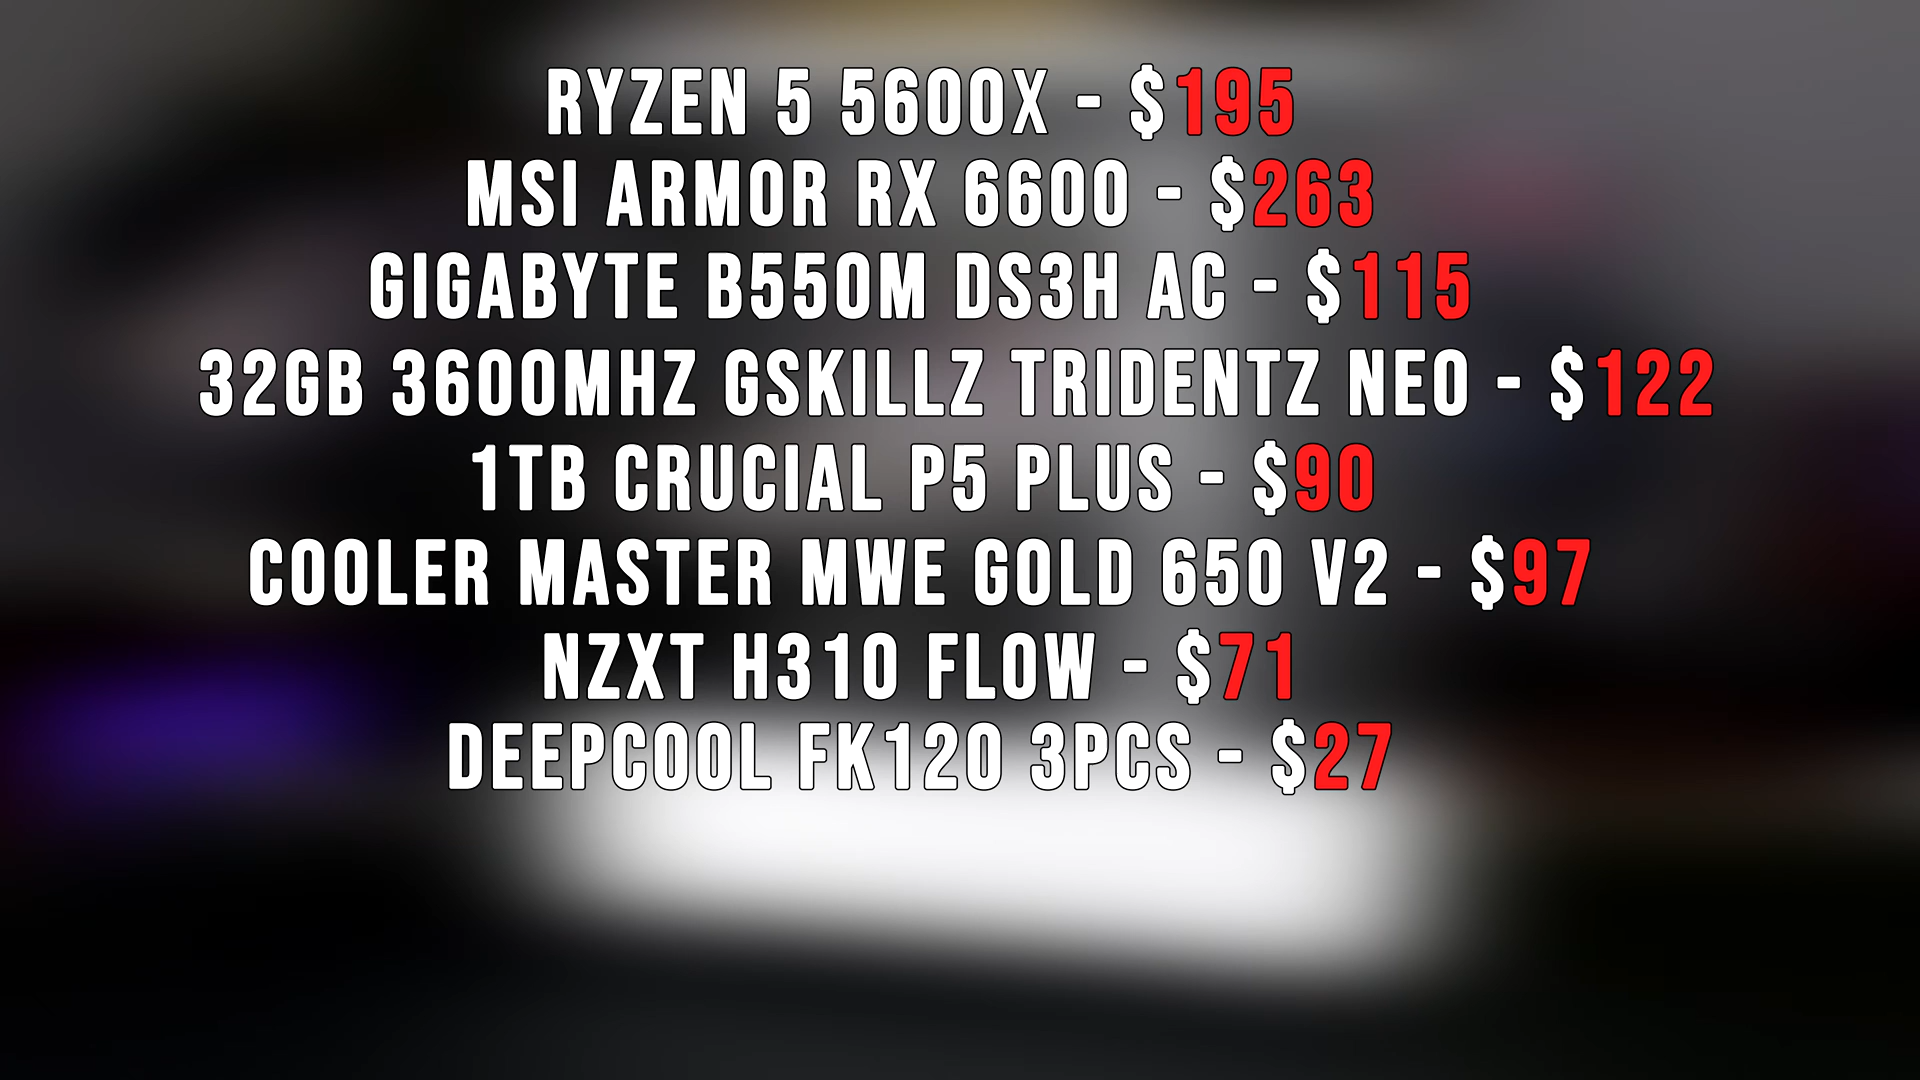 RYZEN 5 5600X - $195
MSI ARMOR RX 6600 - $263
GIGABYTE B550M DS3H AC - $115
32GB 3600MHZ GSKILLZ TRIDENTZ NEO - $122
1TB CRUCIAL P5 PLUS - $90
COOLER MASTER MWE GOLD 650 V2 - $97
NZXT H310 FLOW - $71
DEEPCOOL FK120 3PCS - $27